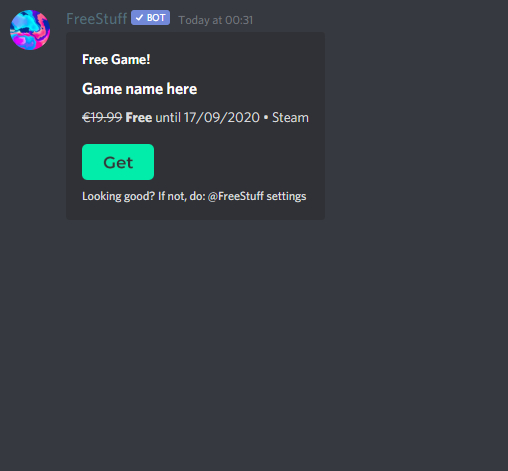 FreeStuff ✓ BOT Today at 00:31
Free Game!
Game name here
€19.99 Free until 17/09/2020 • Steam
Get
Looking good? If not, do: @FreeStuff settings